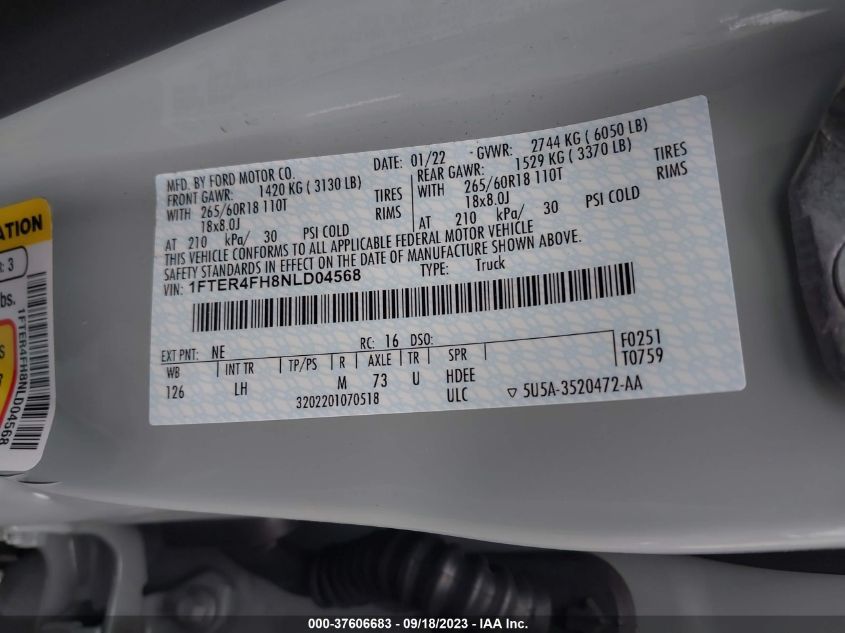 MFD. BY FORD MOTOR CO. DATE: 01/22 GVWR: 2744 KG ( 6050 LB)
FRONT GAWR: 1420 KG ( 3130 LB) REAR GAWR: 1529 KG ( 3370 LB)
WITH 265/60R18 110T TIRES WITH 265/60R18 110T TIRES
18x8.0J RIMS 18x8.0J RIMS
AT 210 kPa/ 30 PSI COLD AT 210 kPa/ 30 PSI COLD
THIS VEHICLE CONFORMS TO ALL APPLICABLE FEDERAL MOTOR VEHICLE
SAFETY STANDARDS IN EFFECT ON THE DATE OF MANUFACTURE SHOWN ABOVE.
VIN: 1FTER4FH8NLD04568 TYPE: Truck
EXT PNT: NE RC: 16 DSO: F0251
T0759
WB INT TR TP/PS R AXLE TR SPR
126 LH M 73 U HDEE
3202201070518 ULC ▽ 5U5A-3520472-AA
ATION
R: 3
lbs.
S
1FTER4FH8NLD04568
000-37606683 - 09/18/2023 - IAA Inc.